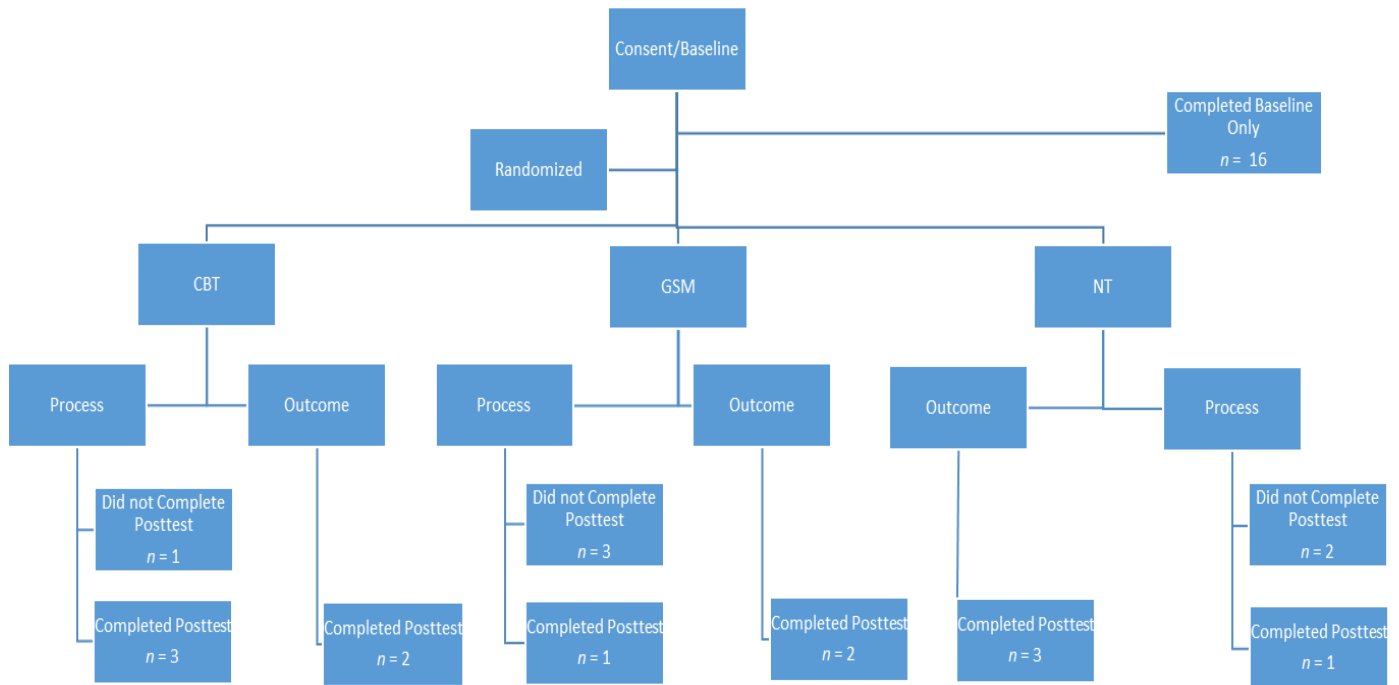 Consent/Baseline
Completed Baseline
Only
n = 16
Randomized
CBT
GSM
NT
Process
Outcome
Process
Outcome
Outcome
Process
Did not Complete
Posttest
n = 1
Did not Complete
Posttest
n = 3
Did not Complete
Posttest
n = 2
Completed Posttest
n = 3
Completed Posttest
n = 2
Completed Posttest
n = 1
Completed Posttest
n = 2
Completed Posttest
n = 3
Completed Posttest
n = 1